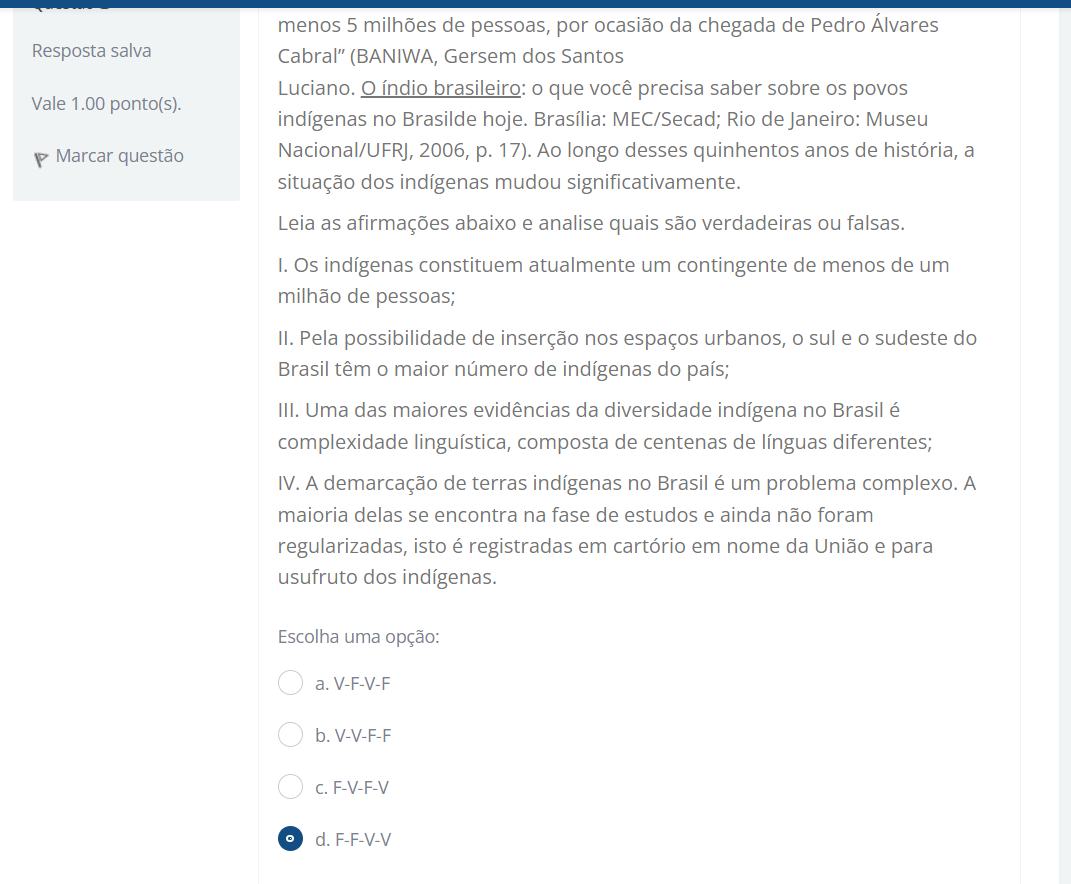 Resposta salva
Vale 1.00 ponto(s).
Marcar questão
menos 5 milhões de pessoas, por ocasião da chegada de Pedro Álvares
Cabral” (BANIWA, Gersem dos Santos
Luciano. O índio brasileiro: o que você precisa saber sobre os povos
indígenas no Brasilde hoje. Brasília: MEC/Secad; Rio de Janeiro: Museu
Nacional/UFRJ, 2006, p. 17). Ao longo desses quinhentos anos de história, a
situação dos indígenas mudou significativamente.
Leia as afirmações abaixo e analise quais são verdadeiras ou falsas.
I. Os indígenas constituem atualmente um contingente de menos de um
milhão de pessoas;
II. Pela possibilidade de inserção nos espaços urbanos, o sul e o sudeste do
Brasil têm o maior número de indígenas do país;
III. Uma das maiores evidências da diversidade indígena no Brasil é
complexidade linguística, composta de centenas de línguas diferentes;
IV. A demarcação de terras indígenas no Brasil é um problema complexo. A
maioria delas se encontra na fase de estudos e ainda não foram
regularizadas, isto é registradas em cartório em nome da União e para
usufruto dos indígenas.
Escolha uma opção:
a. V-F-V-F
b. V-V-F-F
c. F-V-F-V
d. F-F-V-V